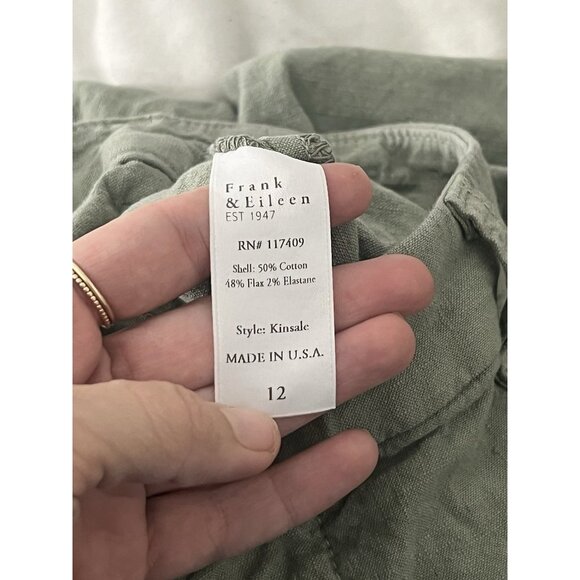 Frank
& Eileen
EST 1947
RN# 117409
Shell: 50% Cotton
48% Flax 2% Elastane
Style: Kinsale
MADE IN U.S.A.
12